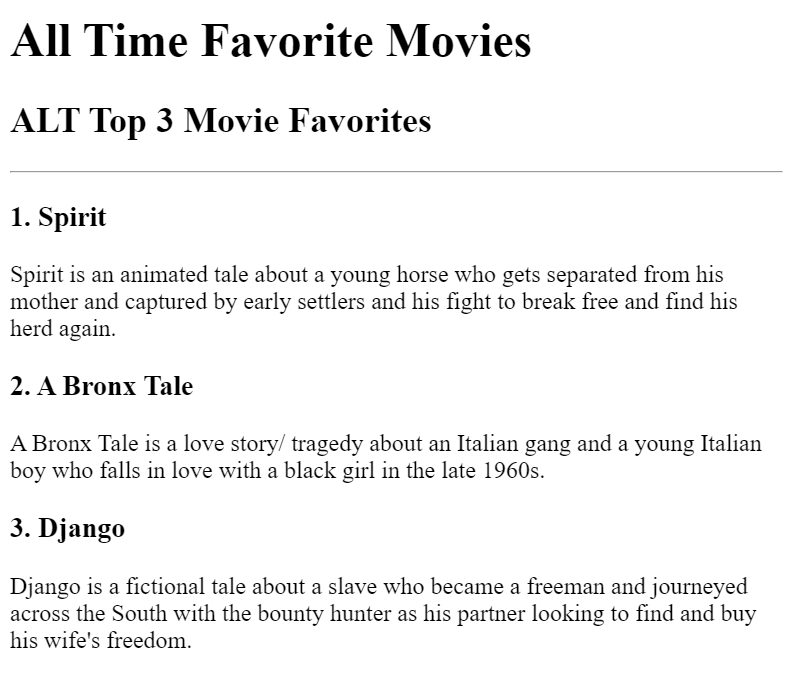 All Time Favorite Movies
ALT Top 3 Movie Favorites
1. Spirit
Spirit is an animated tale about a young horse who gets separated from his
mother and captured by early settlers and his fight to break free and find his
herd again.
2. A Bronx Tale
A Bronx Tale is a love story/ tragedy about an Italian gang and a young Italian
boy who falls in love with a black girl in the late 1960s.
3. Django
Django is a fictional tale about a slave who became a freeman and journeyed
across the South with the bounty hunter as his partner looking to find and buy
his wife's freedom.